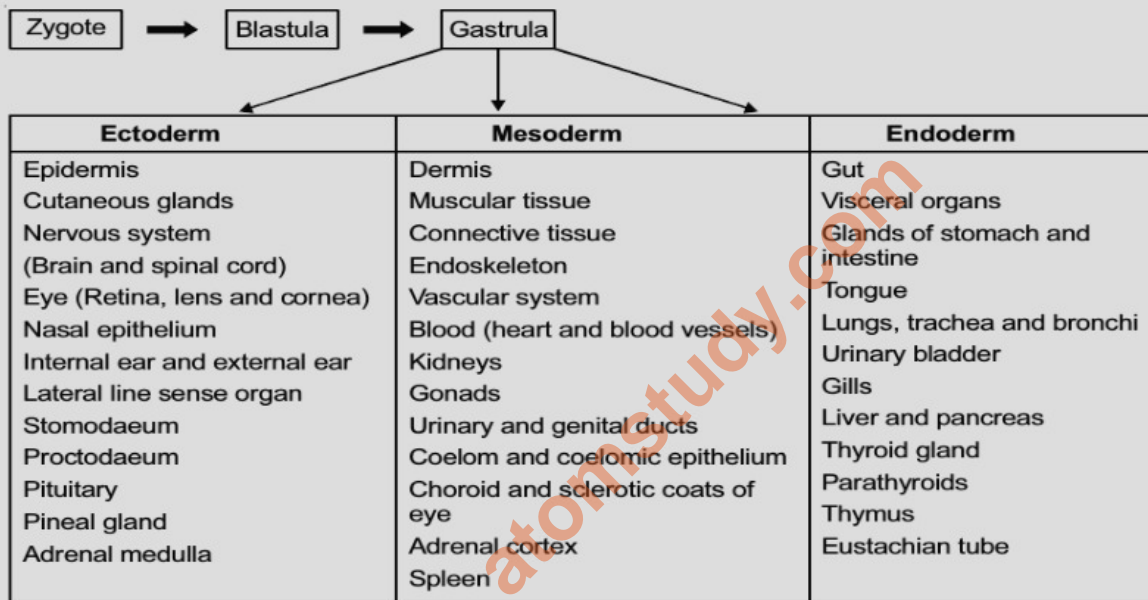 Zygote
Blastula
Gastrula
Ectoderm
Epidermis
Cutaneous glands
Nervous system
(Brain and spinal cord)
Eye (Retina, lens and cornea)
Nasal epithelium
Internal ear and external ear
Lateral line sense organ
Stomodaeum
Proctodaeum
Pituitary
Pineal gland
Adrenal medulla
Mesoderm
Dermis
Muscular tissue
Connective tissue
Endoskeleton
Vascular system
Blood (heart and blood vessels)
Kidneys
Gonads
Urinary and genital ducts
Coelom and coelomic epithelium
Choroid and sclerotic coats of
eye
Adrenal cortex
Spleen
Endoderm
Gut
Visceral organs
Glands of stomach and
intestine
Tongue
Lungs, trachea and bronchi
Urinary bladder
Gills
Liver and pancreas
Thyroid gland
Parathyroids
Thymus
Eustachian tube
atomstudy.com